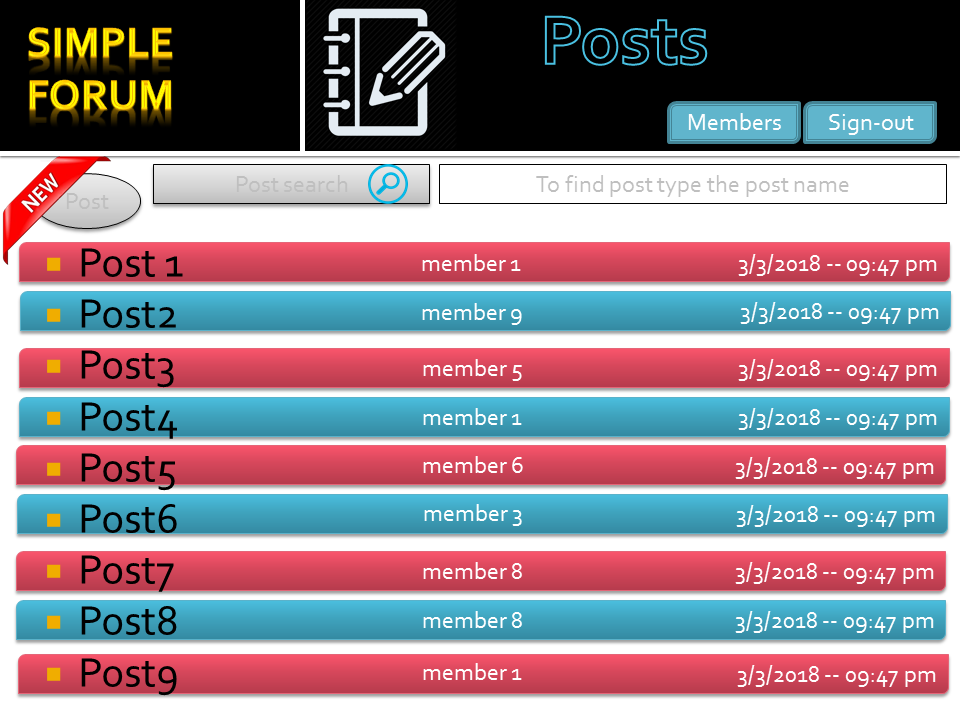 SIMPLE
FORUM
Posts
Members
Sign-out
NEW
Post
Post search
To find post type the post name
Post 1 member 1 3/3/2018 -- 09:47 pm
Post2 member 9 3/3/2018 -- 09:47 pm
Post3 member 5 3/3/2018 -- 09:47 pm
Post4 member 1 3/3/2018 -- 09:47 pm
Post5 member 6 3/3/2018 -- 09:47 pm
Post6 member 3 3/3/2018 -- 09:47 pm
Post7 member 8 3/3/2018 -- 09:47 pm
Post8 member 8 3/3/2018 -- 09:47 pm
Post9 member 1 3/3/2018 -- 09:47 pm